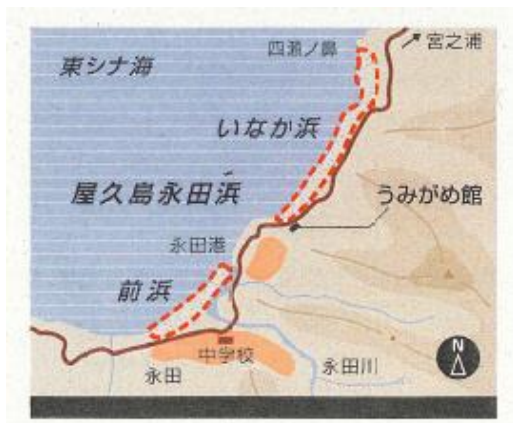 四瀬ノ鼻
宮之浦
東シナ海
いなか浜
屋久島永田浜
うみがめ館
永田港
前浜
中学校
永田
永田川
N